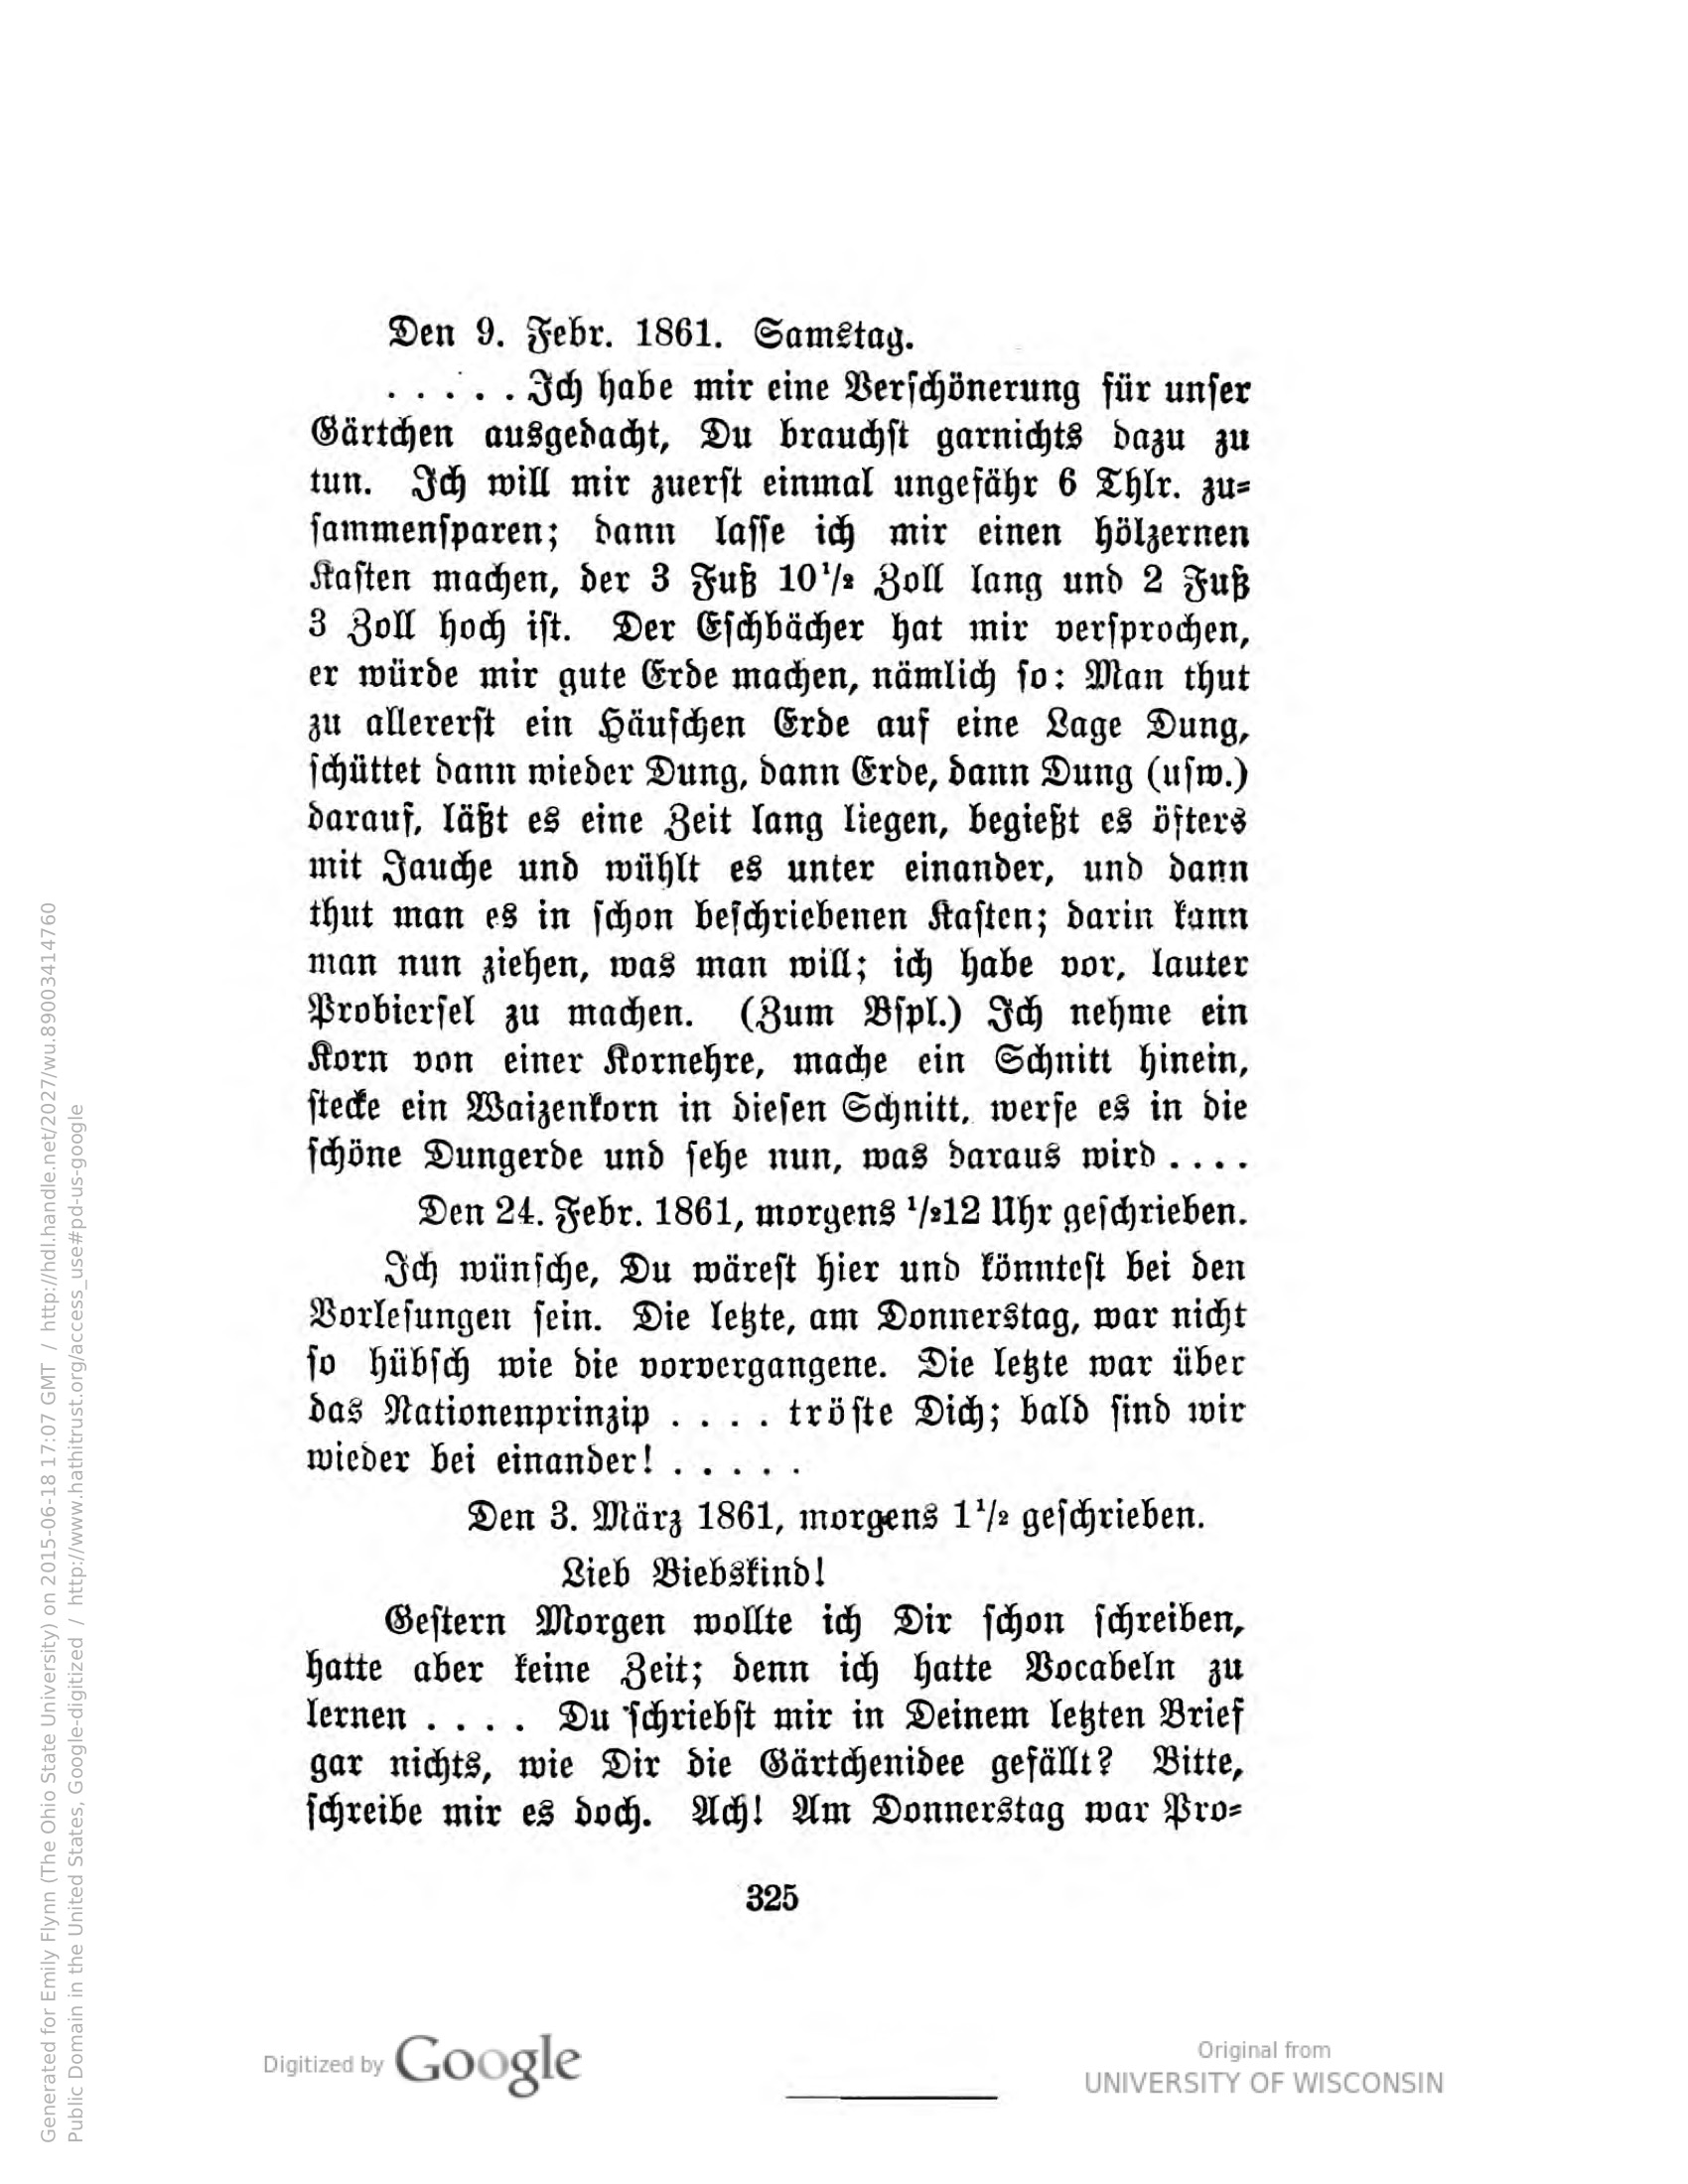 Den 9. Febr. 1861. Samstag.
. . . . . Ich habe mir eine Verschönerung für unser
Gärtchen ausgedacht, Du brauchst garnichts dazu zu
tun. Ich will mir zuerst einmal ungefähr 6 Thlr. zu=
sammensparen; dann lasse ich mir einen hölzernen
Kasten machen, der 3 Fuß 10¹/₂ Zoll lang und 2 Fuß
3 Zoll hoch ist. Der Eschbächer hat mir versprochen,
er würde mir gute Erde machen, nämlich so: Man thut
zu allererst ein Häufchen Erde auf eine Lage Dung,
schüttet dann wieder Dung, dann Erde, dann Dung (usw.)
darauf, läßt es eine Zeit lang liegen, begießt es öfters
mit Jauche und wühlt es unter einander, und dann
thut man es in schon beschriebenen Kasten; darin kann
man nun ziehen, was man will; ich habe vor, lauter
Probiersel zu machen. (Zum Bspl.) Ich nehme ein
Korn von einer Kornehre, mache ein Schnitt hinein,
stecke ein Waizenkorn in diesen Schnitt, werfe es in die
schöne Dungerde und sehe nun, was daraus wird . . . .
Den 24. Febr. 1861, morgens ¹/₂12 Uhr geschrieben.
Ich wünsche, Du wärest hier und könntest bei den
Vorlesungen sein. Die letzte, am Donnerstag, war nicht
so hübsch wie die vorvergangene. Die letzte war über
das Nationenprinzip . . . . tröste Dich; bald sind wir
wieder bei einander! . . . . .
Den 3. März 1861, morgens 1¹/₂ geschrieben.
Lieb Biebskind!
Gestern Morgen wollte ich Dir schon schreiben,
hatte aber keine Zeit; denn ich hatte Vocabeln zu
lernen . . . . Du schriebst mir in Deinem letzten Brief
gar nichts, wie Dir die Gärtchenidee gefällt? Bitte,
schreibe mir es doch. Ach! Am Donnerstag war Pro=
325
Generated for Emily Flynn (The Ohio State University) on 2015-06-18 17:07 GMT / http://hdl.handle.net/2027/wu.89003414760
Public Domain in the United States, Google-digitized / http://www.hathitrust.org/access_use#pd-us-google
Digitized by Google
Original from
UNIVERSITY OF WISCONSIN